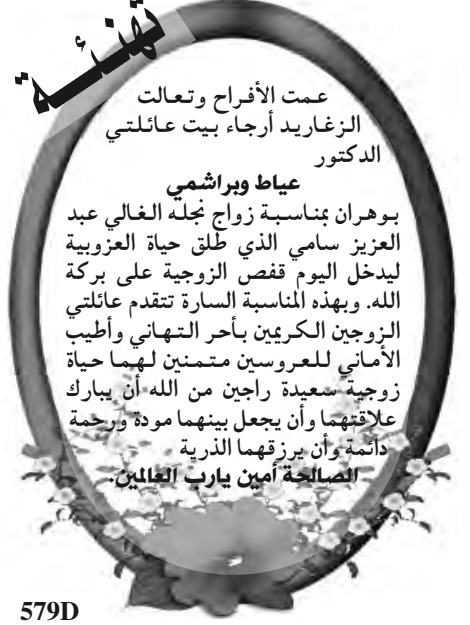 تهنئـــة
عمت الأفراح وتعالت
الزغاريد أرجاء بيت عائلتي
الدكتور
عياط وبراشمي
بوهران بمناسبة زواج نجله الغالي عبد
العزيز سامي الذي طلق حياة العزوبية
ليدخل اليوم قفص الزوجية على بركة
الله. وبهذه المناسبة السارة تتقدم عائلتي
الزوجين الكريمين بأحر التهاني وأطيب
الأماني للعروسين متمنين لهما حياة
زوجية سعيدة راجين من الله أن يبارك
علاقتهما وأن يجعل بينهما مودة ورحمة
دائمة وأن يرزقهما الذرية
الصالحة أمين يارب العالمين.
579D